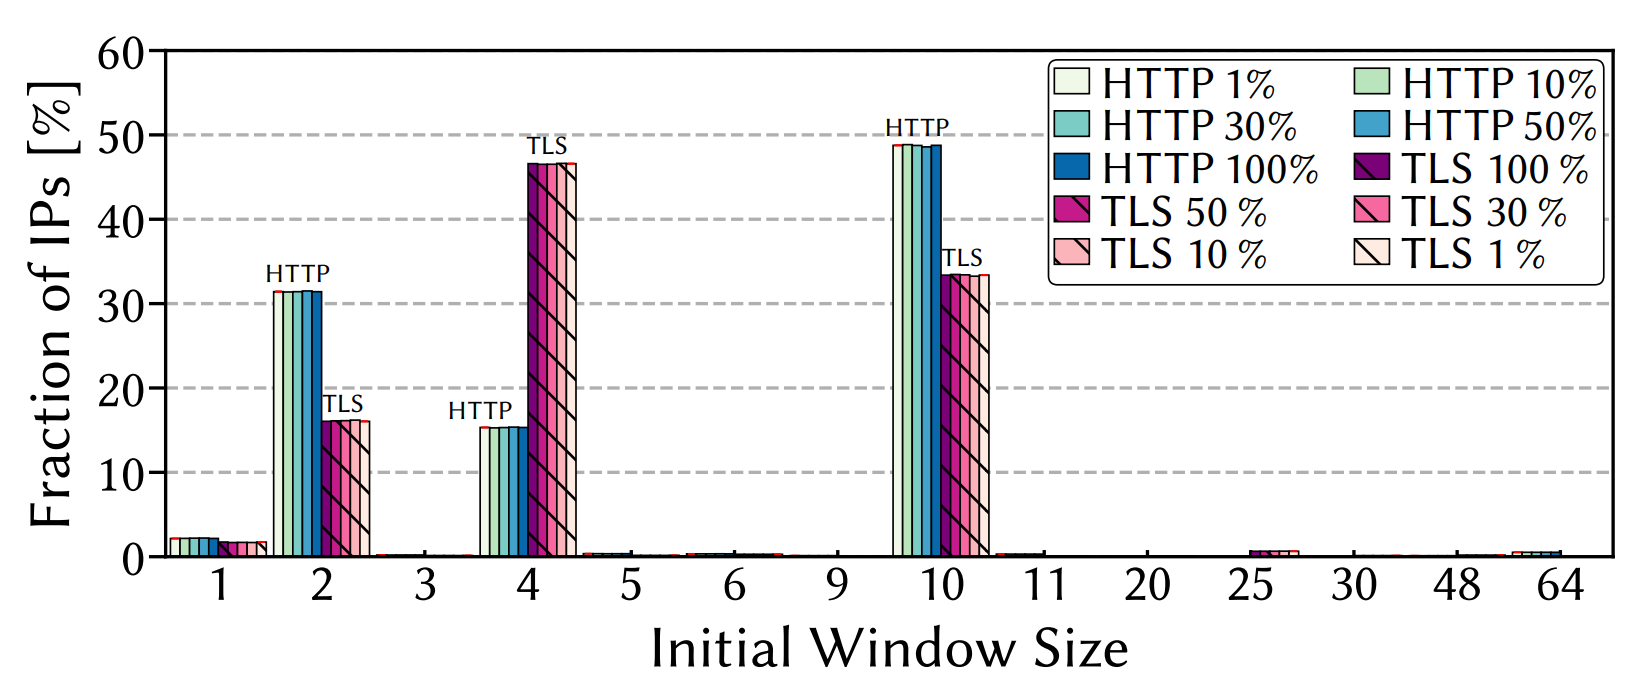 Fraction of IPs [%]
60
50
40
30
20
10
0
HTTP
TLS
HTTP
TLS
HTTP
TLS
HTTP 1%
HTTP 10%
HTTP 30%
HTTP 50%
HTTP 100%
TLS 100 %
TLS 50 %
TLS 30 %
TLS 10 %
TLS 1 %
1 2 3 4 5 6 9 10 11 20 25 30 48 64
Initial Window Size